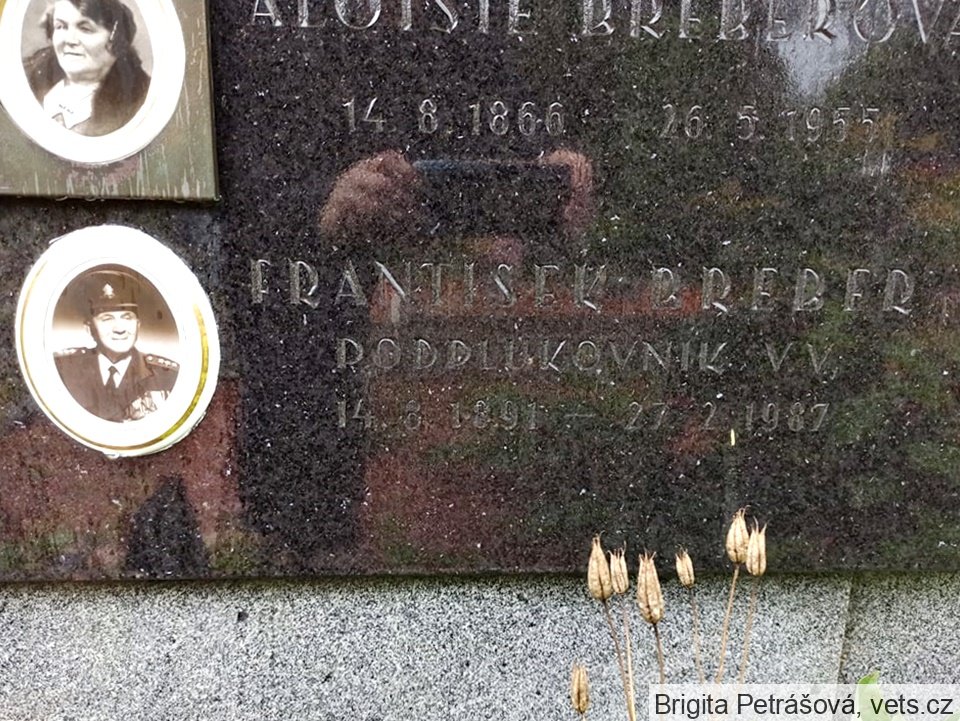 ALOISIE BREBEROVÁ
14. 8. 1866 – 26. 5. 1955
FRANTIŠEK BREBER
PODPLUKOVNÍK V. V.
14. 8. 1891 – 27. 2. 1987
Brigita Petrášová, vets.cz